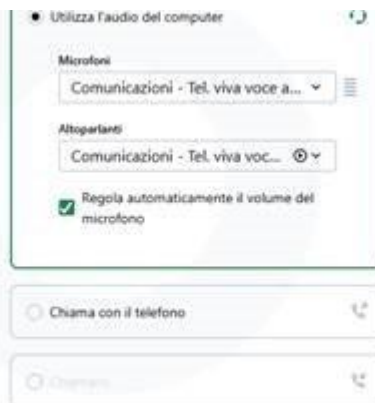 Utilizza l'audio del computer
Microfoni
Comunicazioni - Tel. viva voce a...
Altoparlanti
Comunicazioni - Tel. viva voc...
Regola automaticamente il volume del
microfono
Chiama con il telefono